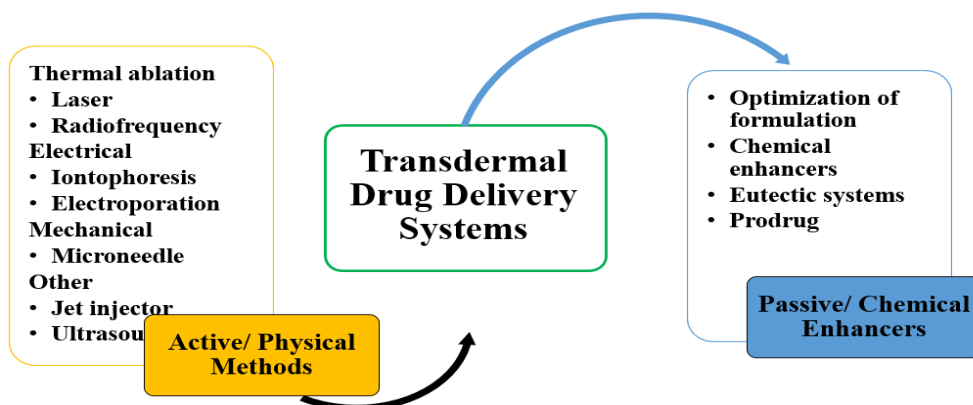 Thermal ablation
• Laser
• Radiofrequency
Electrical
• Iontophoresis
• Electroporation
Mechanical
• Microneedle
Other
• Jet injector
Active/ Physical
Methods
Transdermal
Drug Delivery
Systems
• Optimization of
formulation
• Chemical
enhancers
• Eutectic systems
• Prodrug
Passive/ Chemical
Enhancers